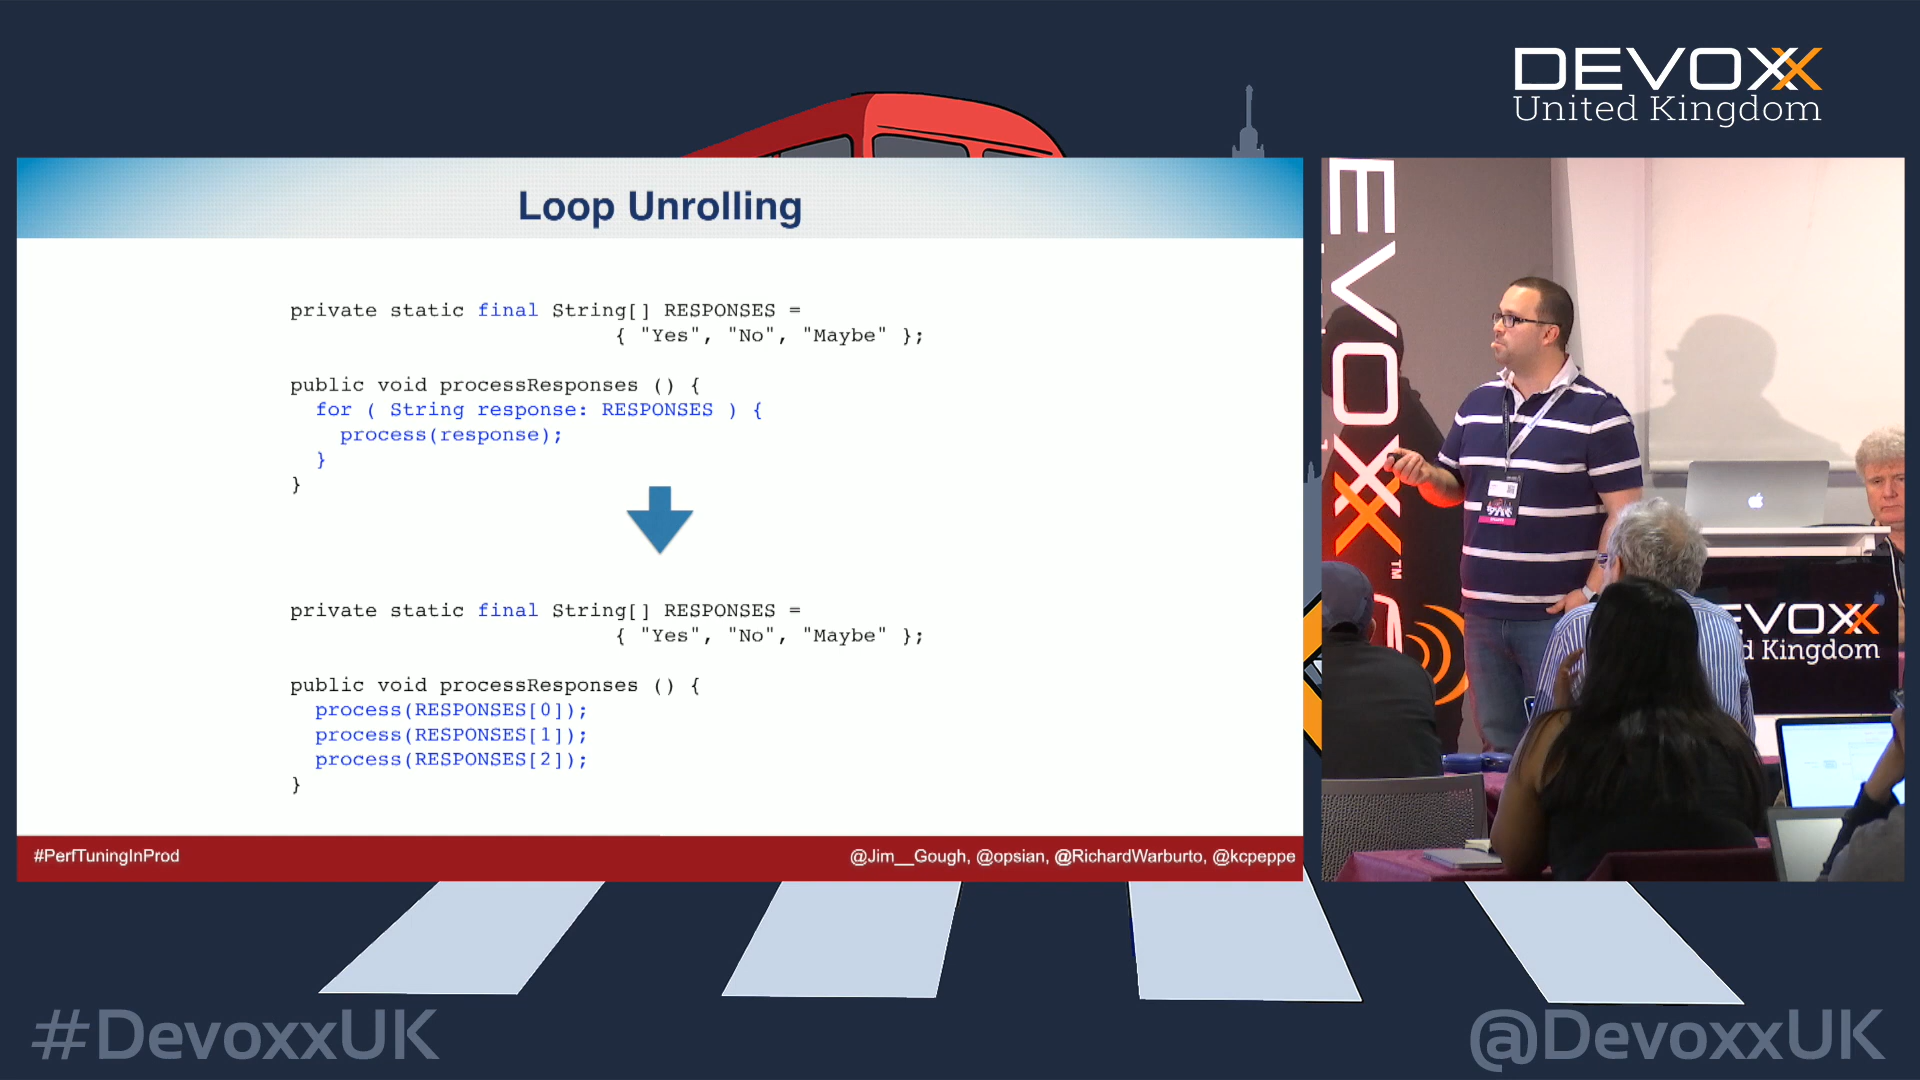 DEVOXX
United Kingdom
Loop Unrolling
private static final String[] RESPONSES =
{ "Yes", "No", "Maybe" };
public void processResponses () {
for ( String response: RESPONSES ) {
process(response);
}
}
private static final String[] RESPONSES =
{ "Yes", "No", "Maybe" };
public void processResponses () {
process(RESPONSES[0]);
process(RESPONSES[1]);
process(RESPONSES[2]);
}
#PerfTuningInProd
@Jim__Gough, @opsian, @RichardWarburto, @kcpeppe
EVOXX™
EVOXX
d Kingdom
#DevoxxUK
@DevoxxUK